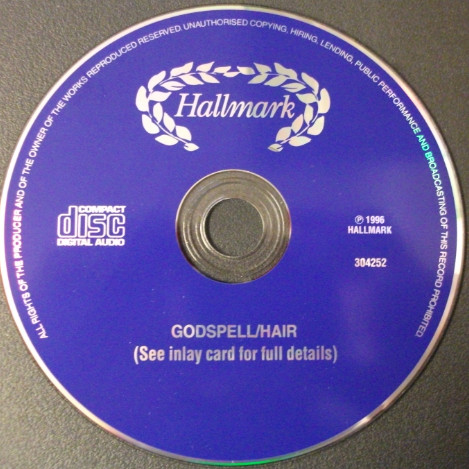 ALL RIGHTS OF THE PRODUCER AND OF THE OWNER OF THE WORKS REPRODUCED RESERVED. UNAUTHORISED COPYING, HIRING, LENDING, PUBLIC PERFORMANCE AND BROADCASTING OF THIS RECORD PROHIBITED.
Hallmark
COMPACT
disc
DIGITAL AUDIO
℗ 1996
HALLMARK
304252
GODSPELL/HAIR
(See inlay card for full details)